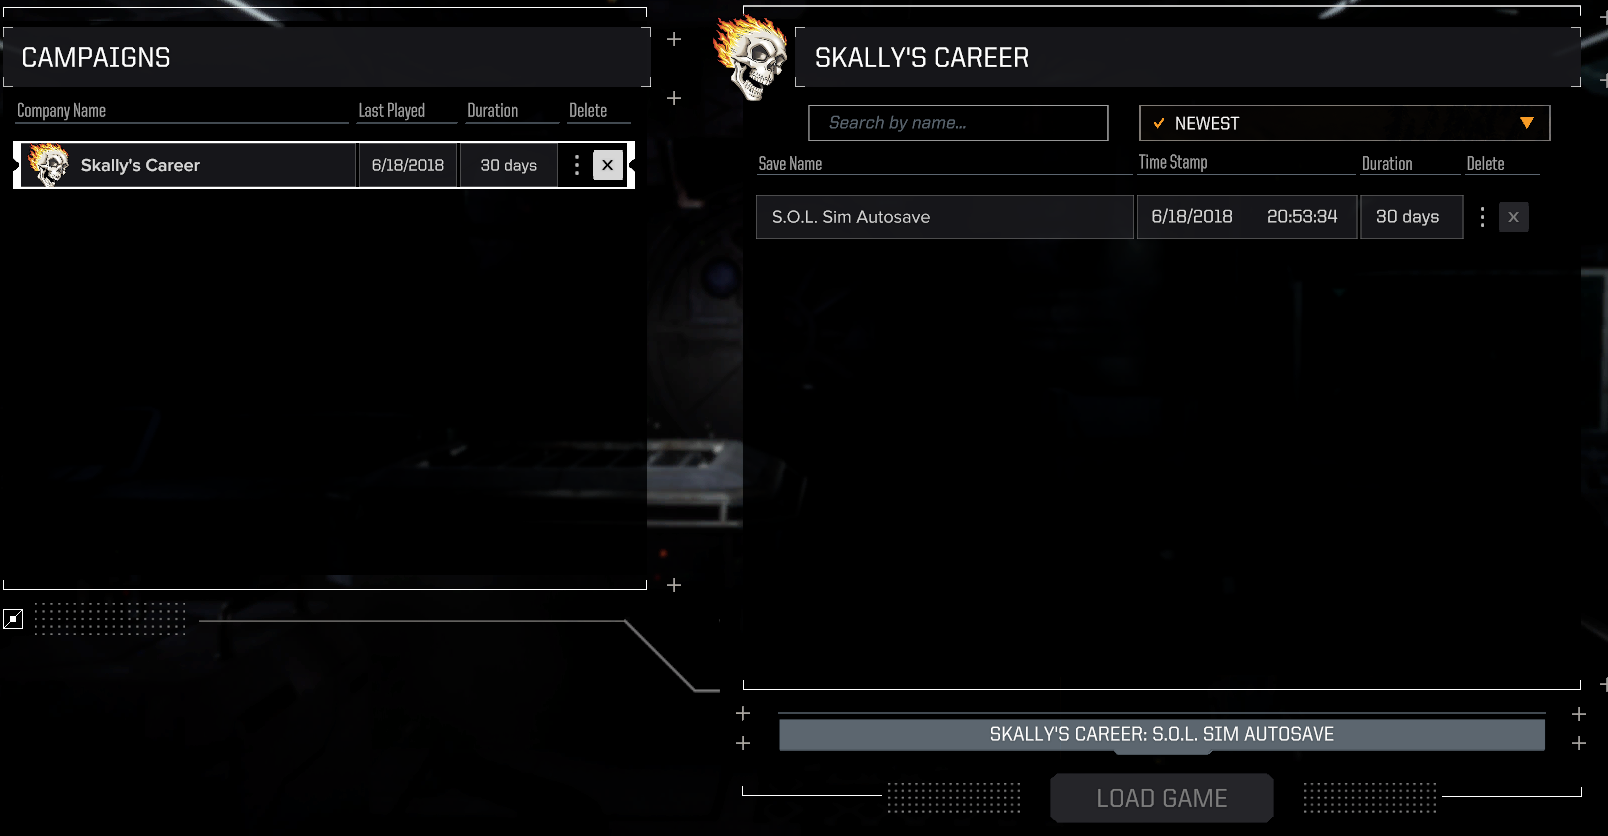 CAMPAIGNS
Company Name Last Played Duration Delete
Skally's Career 6/18/2018 30 days X
SKALLY'S CAREER
Search by name...
NEWEST
Save Name Time Stamp Duration Delete
S.O.L. Sim Autosave 6/18/2018 20:53:34 30 days X
SKALLY'S CAREER: S.O.L. SIM AUTOSAVE
LOAD GAME